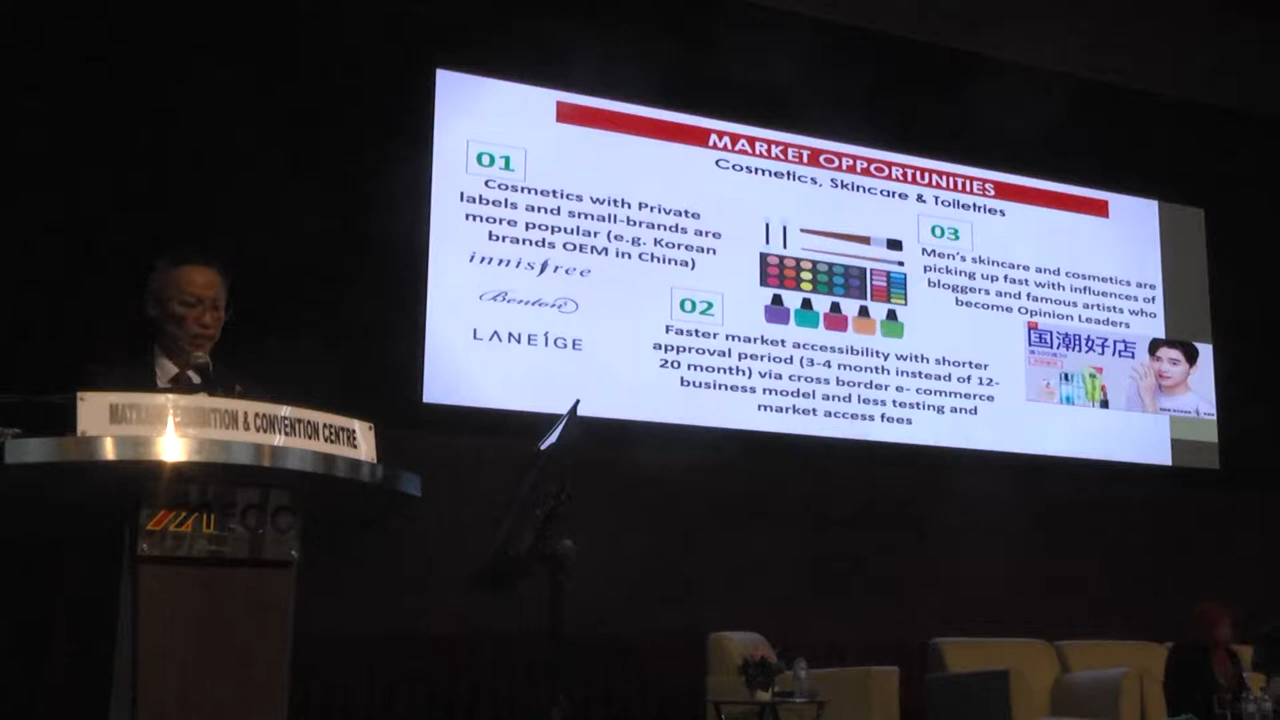 MARKET OPPORTUNITIES
Cosmetics, Skincare & Toiletries
01
Cosmetics with Private
labels and small-brands are
more popular (e.g. Korean
brands OEM in China)
innisfree
Benton
LANEÍGE
02
Faster market accessibility with shorter
approval period (3-4 month instead of 12-
20 month) via cross border e- commerce
business model and less testing and
market access fees
03
Men's skincare and cosmetics are
picking up fast with influences of
bloggers and famous artists who
become Opinion Leaders
国潮好店
& CONVENTION CENTRE